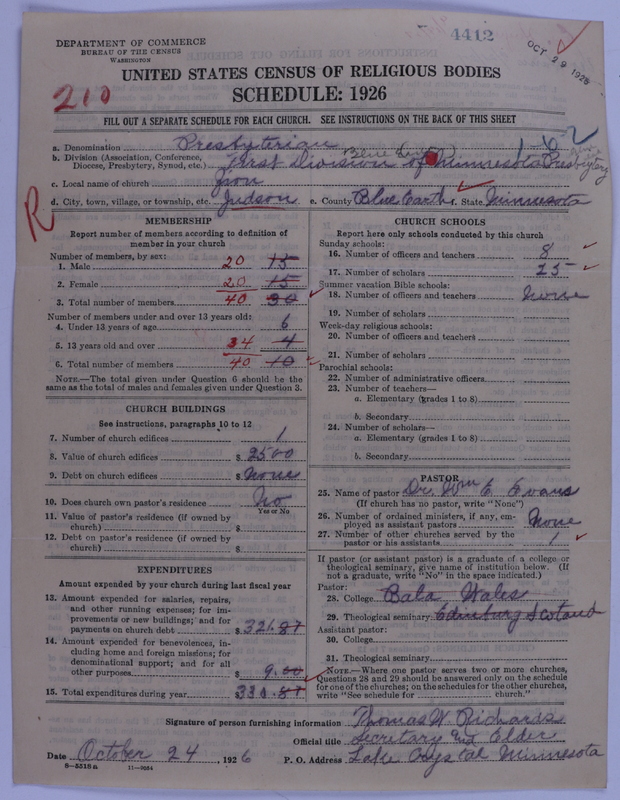 4412
DEPARTMENT OF COMMERCE
BUREAU OF THE CENSUS
WASHINGTON
OCT 29 1926
UNITED STATES CENSUS OF RELIGIOUS BODIES
210
SCHEDULE: 1926
FILL OUT A SEPARATE SCHEDULE FOR EACH CHURCH. SEE INSTRUCTIONS ON THE BACK OF THIS SHEET
a. Denomination Presbyterian
b. Division (Association, Conference, Diocese, Presbytery, Synod, etc.) First Division of Minnesota Presbytery
c. Local name of church Zion
d. City, town, village, or township, etc. Judson e. County Blue Earth f. State Minnesota
R
MEMBERSHIP
Report number of members according to definition of member in your church
Number of members, by sex:
1. Male 20 15
2. Female 20 15
3. Total number of members 40 30
Number of members under and over 13 years old:
4. Under 13 years of age 6
5. 13 years old and over 34 4
6. Total number of members 40 10
NOTE.—The total given under Question 6 should be the same as the total of males and females given under Question 3.
CHURCH BUILDINGS
See instructions, paragraphs 10 to 12
7. Number of church edifices 1
8. Value of church edifices $ 2500
9. Debt on church edifices $ None
10. Does church own pastor's residence? No
Yes or No
11. Value of pastor's residence (if owned by church) $
12. Debt on pastor's residence (if owned by church) $
EXPENDITURES
Amount expended by your church during last fiscal year
13. Amount expended for salaries, repairs, and other running expenses; for improvements or new buildings; and for payments on church debt $ 321.87
14. Amount expended for benevolences, including home and foreign missions; for denominational support; and for all other purposes $ 9.00
15. Total expenditures during year $ 330.87
CHURCH SCHOOLS
Report here only schools conducted by this church
Sunday schools:
16. Number of officers and teachers 8
17. Number of scholars 25
Summer vacation Bible schools:
18. Number of officers and teachers None
19. Number of scholars
Week-day religious schools:
20. Number of officers and teachers
21. Number of scholars
Parochial schools:
22. Number of administrative officers
23. Number of teachers—
a. Elementary (grades 1 to 8)
b. Secondary
24. Number of scholars—
a. Elementary (grades 1 to 8)
b. Secondary
PASTOR
25. Name of pastor Dr. Wm E. Evans
(If church has no pastor, write "None")
26. Number of ordained ministers, if any, employed as assistant pastors None
27. Number of other churches served by the pastor or his assistants 1
If pastor (or assistant pastor) is a graduate of a college or theological seminary, give name of institution below. (If not a graduate, write "No" in the space indicated.)
Pastor:
28. College Bala Wales
29. Theological seminary Edinburg Scotland
Assistant pastor:
30. College
31. Theological seminary
NOTE.—Where one pastor serves two or more churches, Questions 28 and 29 should be answered only on the schedule for one of the churches; on the schedules for the other churches, write "See schedule for church."
Signature of person furnishing information Thomas W. Richards
Official title Secretary and Elder
Date October 24, 1926 P. O. Address Lake Crystal Minnesota
8—5518a 11—9034